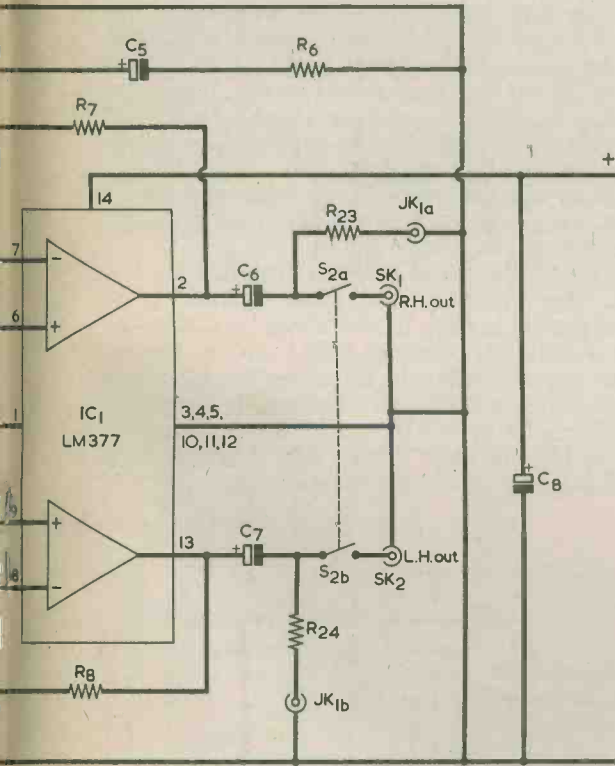 C5
R6
R7
+
14
R23
JK1a
+
7
-
2
C6
+
S2a
SK1
R.H.out
6
+
IC1
LM377
3,4,5,
10,11,12
1
+
C8
9
+
13
C7
+
L.H.out
S2b
SK2
8
-
R24
R8
JK1b
+